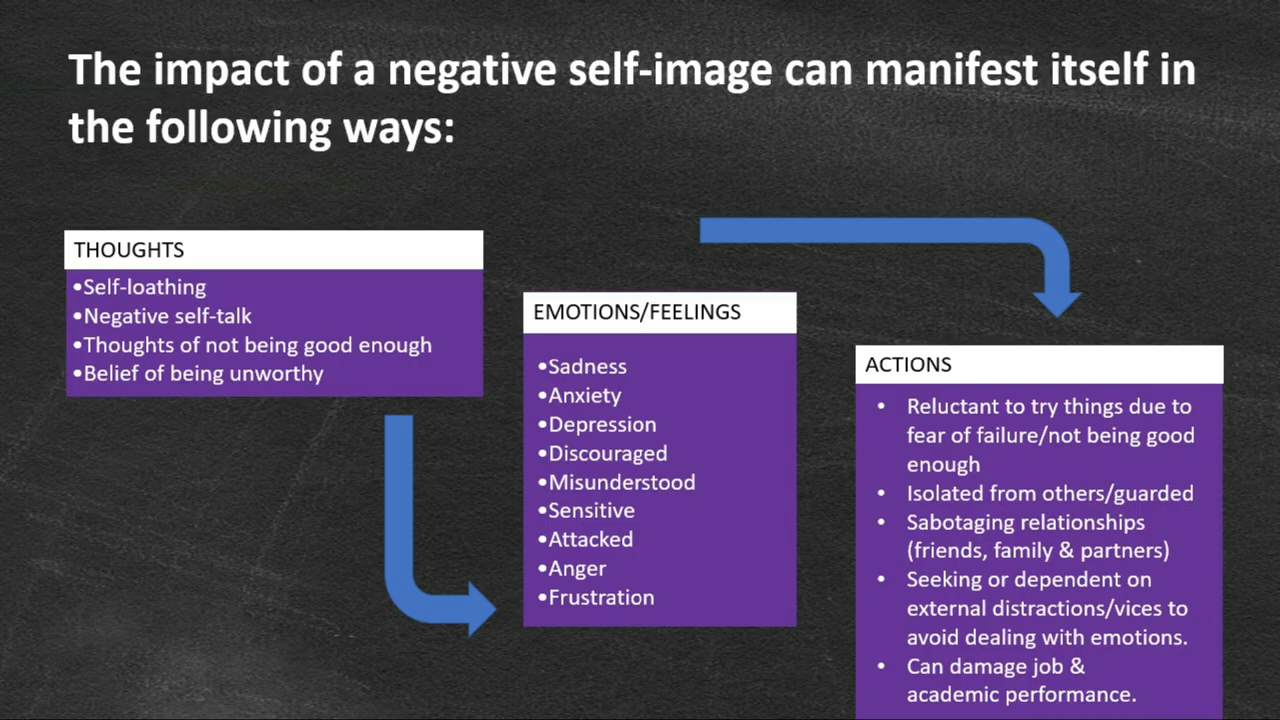 The impact of a negative self-image can manifest itself in
the following ways:
THOUGHTS
•Self-loathing
•Negative self-talk
•Thoughts of not being good enough
•Belief of being unworthy
EMOTIONS/FEELINGS
•Sadness
•Anxiety
•Depression
•Discouraged
•Misunderstood
•Sensitive
•Attacked
•Anger
•Frustration
ACTIONS
• Reluctant to try things due to
fear of failure/not being good
enough
• Isolated from others/guarded
• Sabotaging relationships
(friends, family & partners)
• Seeking or dependent on
external distractions/vices to
avoid dealing with emotions.
• Can damage job &
academic performance.